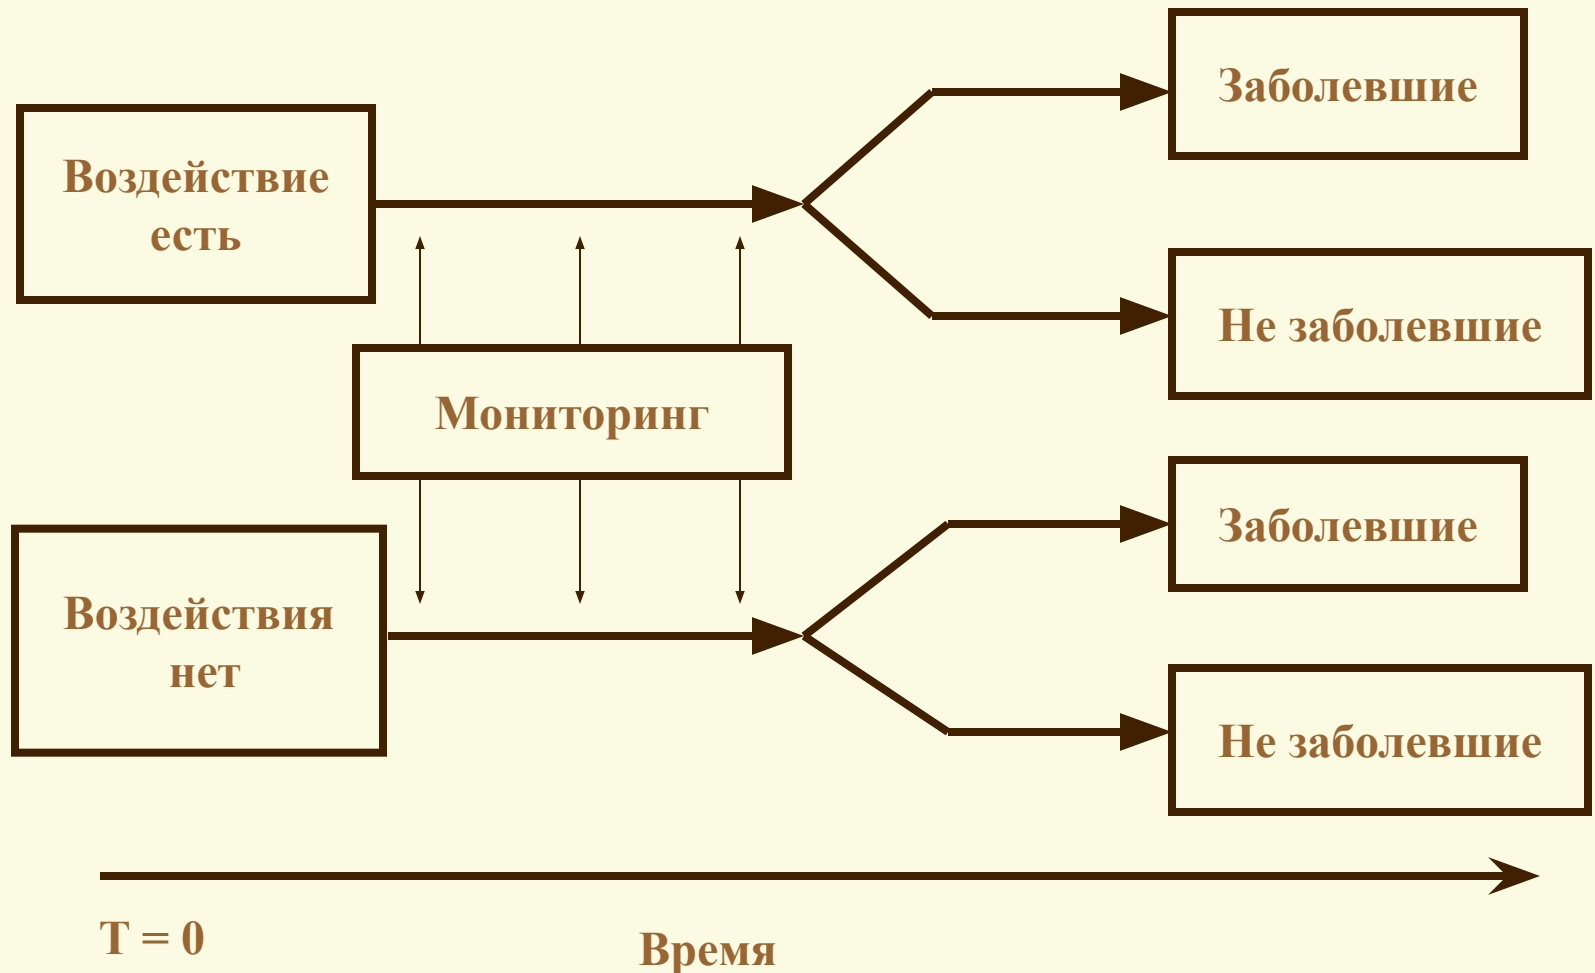 Заболевшие
Воздействие
есть
Не заболевшие
Мониторинг
Заболевшие
Воздействия
нет
Не заболевшие
T = 0
Время